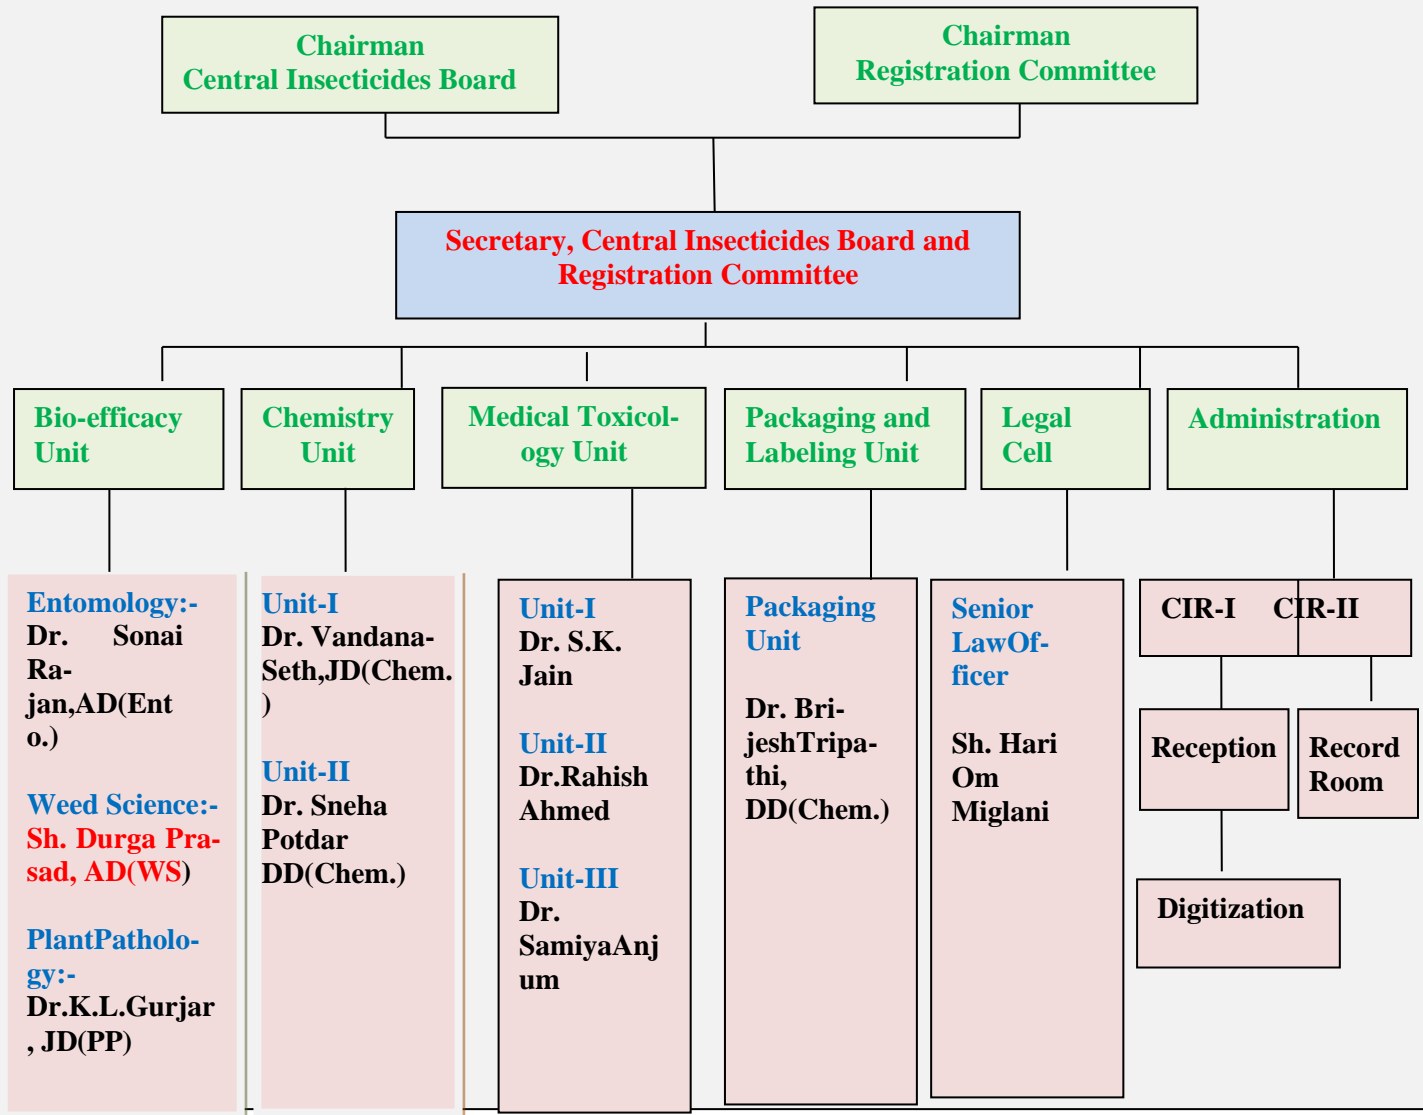 Chairman
Central Insecticides Board
Chairman
Registration Committee
Secretary, Central Insecticides Board and
Registration Committee
Bio-efficacy
Unit
Chemistry
Unit
Medical Toxicol-
ogy Unit
Packaging and
Labeling Unit
Legal
Cell
Administration
Entomology:-
Dr. Sonai
Ra-
jan,AD(Ent
o.)
Weed Science:-
Sh. Durga Pra-
sad, AD(WS)
PlantPatholo-
gy:-
Dr.K.L.Gurjar
, JD(PP)
Unit-I
Dr. Vandana-
Seth,JD(Chem.
)
Unit-II
Dr. Sneha
Potdar
DD(Chem.)
Unit-I
Dr. S.K.
Jain
Unit-II
Dr.Rahish
Ahmed
Unit-III
Dr.
SamiyaAnj
um
Packaging
Unit
Dr. Bri-
jeshTripa-
thi,
DD(Chem.)
Senior
LawOf-
ficer
Sh. Hari
Om
Miglani
CIR-I CIR-II
Reception
Record
Room
Digitization